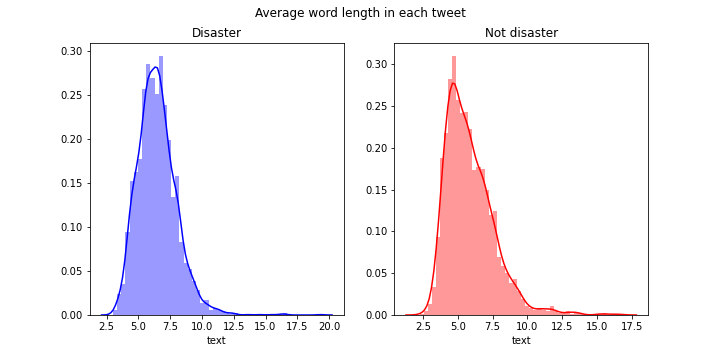 Average word length in each tweet
Disaster
Not disaster
0.30
0.25
0.20
0.15
0.10
0.05
0.00
2.5 5.0 7.5 10.0 12.5 15.0 17.5 20.0
text
0.30
0.25
0.20
0.15
0.10
0.05
0.00
2.5 5.0 7.5 10.0 12.5 15.0 17.5
text